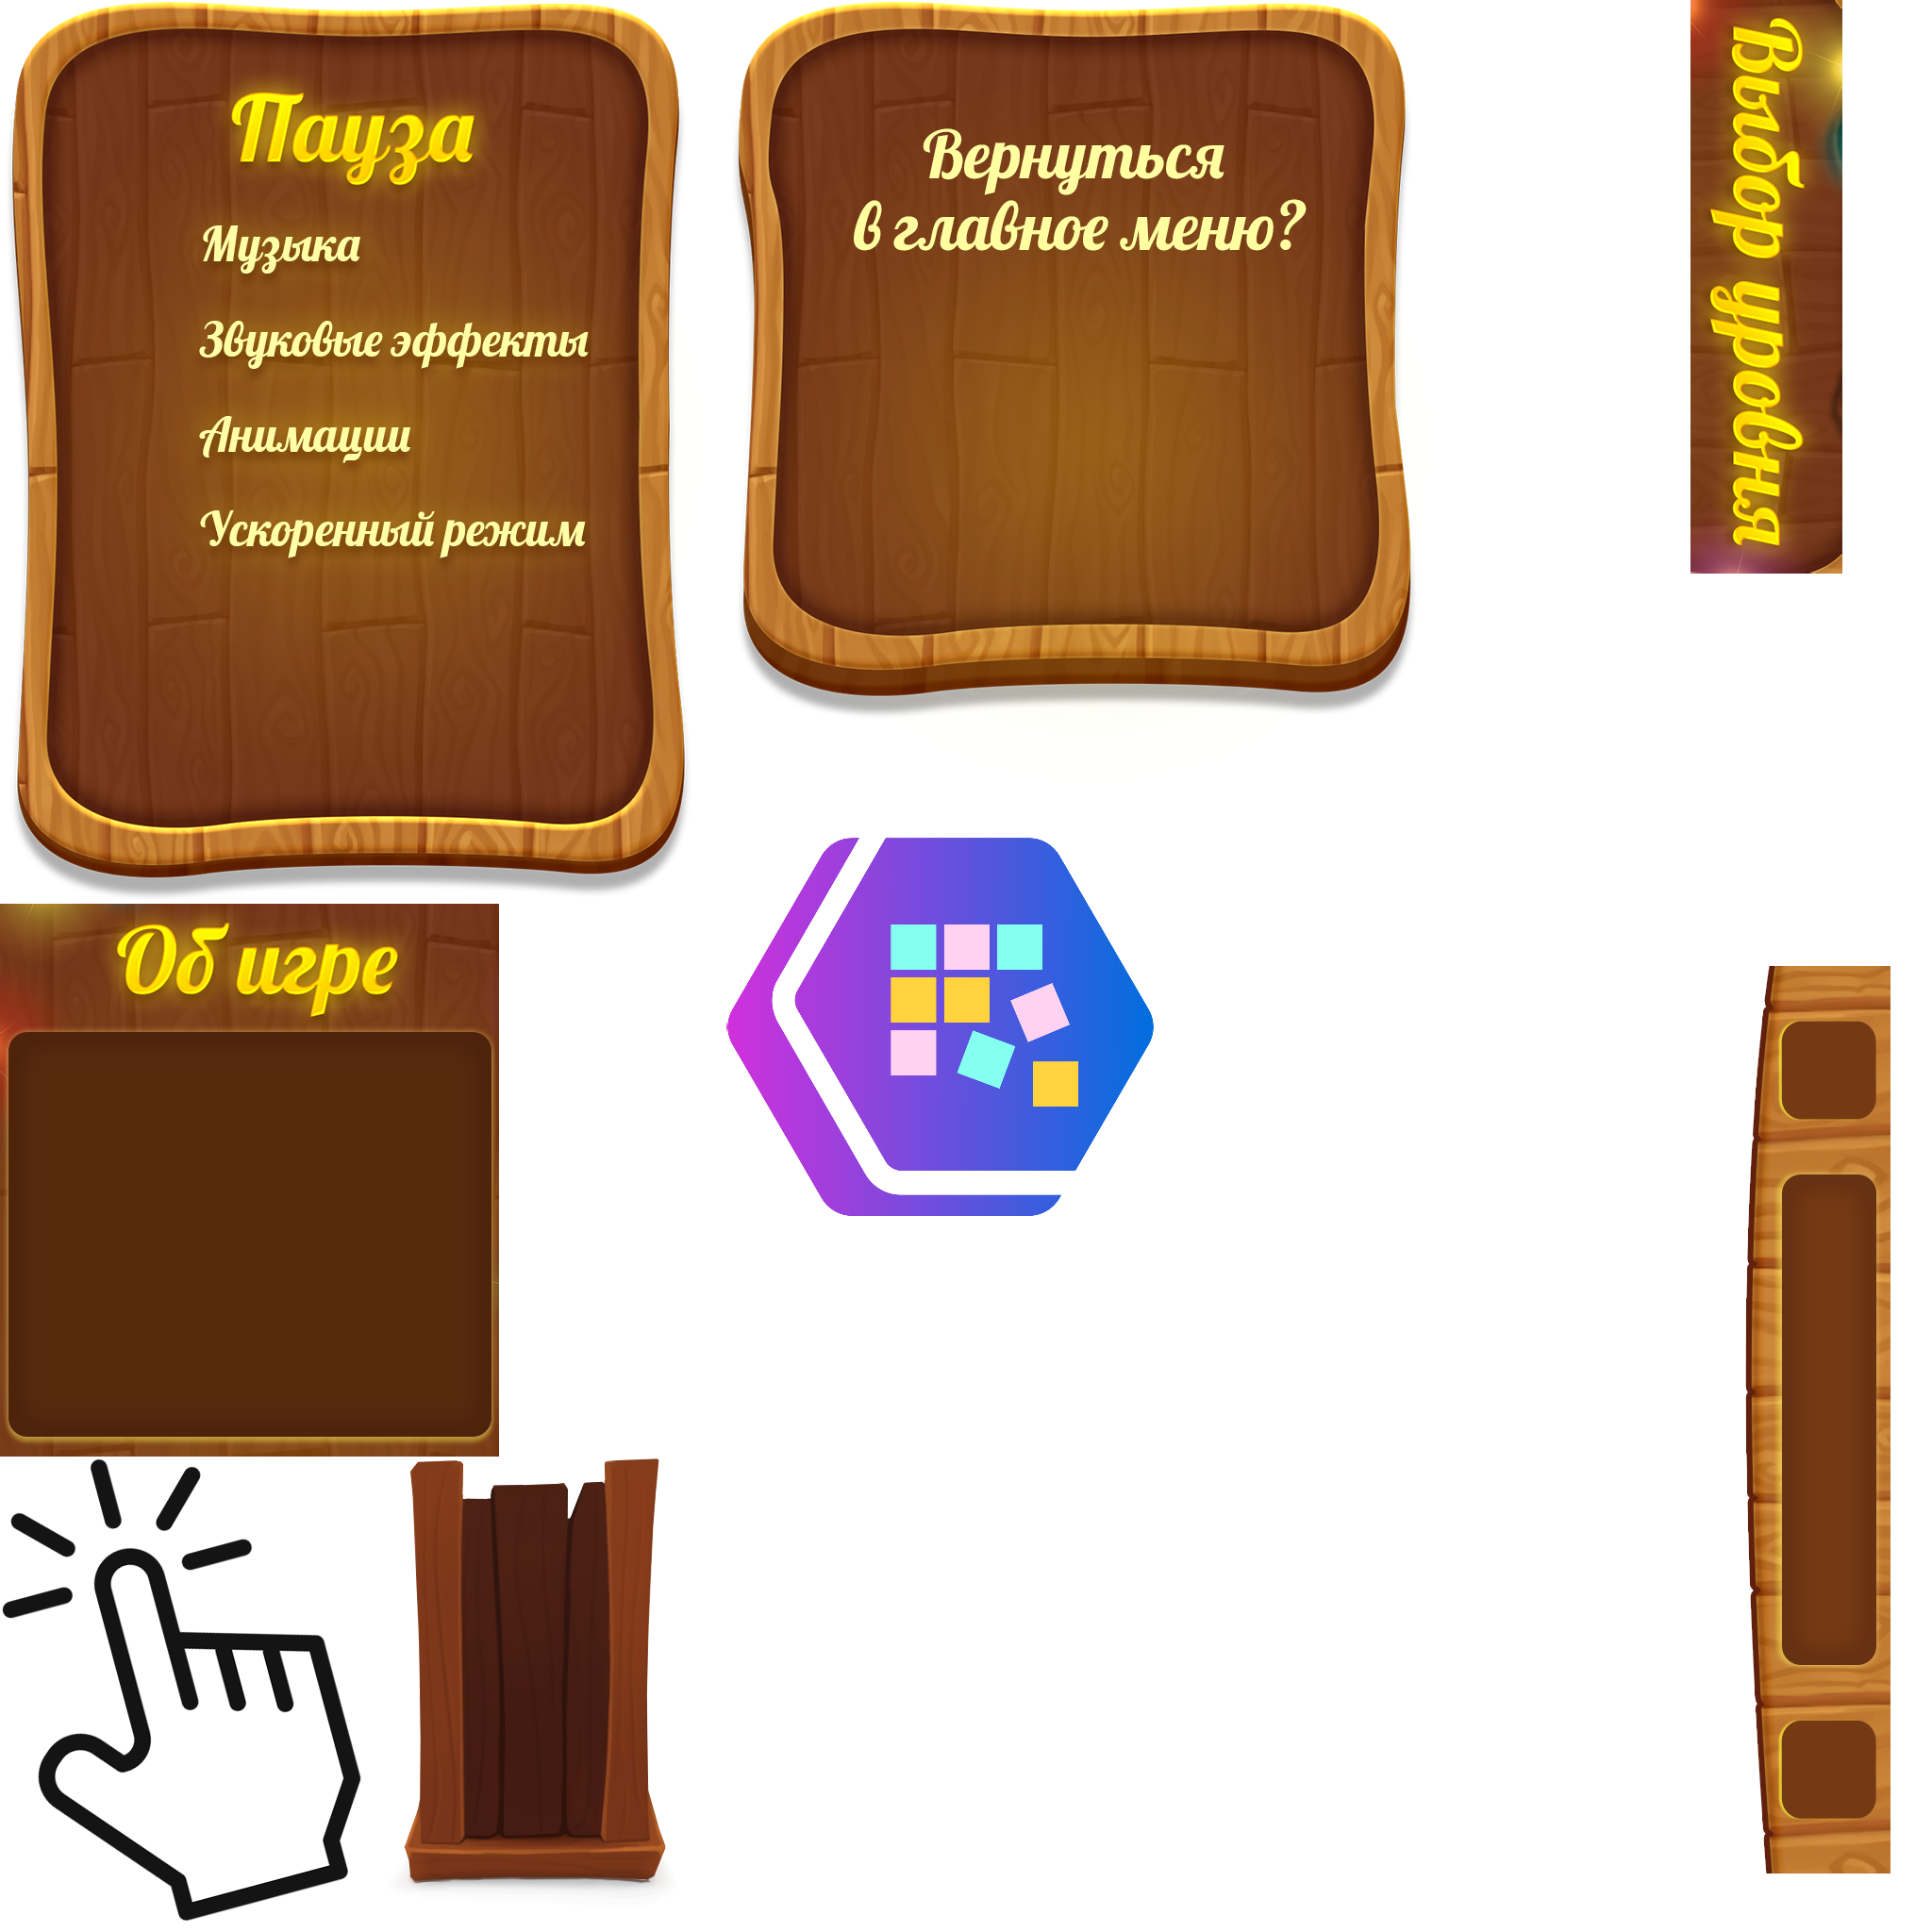 Пауза
Музыка
Звуковые эффекты
Анимации
Ускоренный режим
Вернуться
в главное меню?
Выбор уровня
Об игре